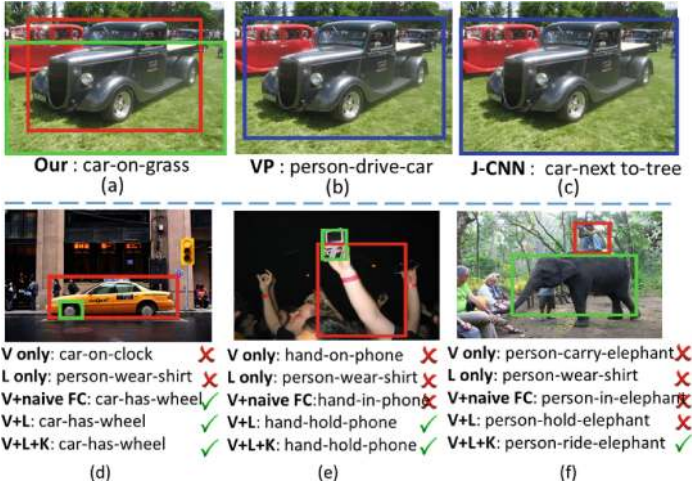 Our : car-on-grass
(a)
VP : person-drive-car
(b)
J-CNN : car-next to-tree
(c)
V only: car-on-clock
L only: person-wear-shirt
V+naive FC: car-has-wheel
V+L: car-has-wheel
V+L+K: car-has-wheel
(d)
V only: hand-on-phone
L only: person-wear-shirt
V+naive FC:hand-in-phone
V+L: hand-hold-phone
V+L+K: hand-hold-phone
(e)
V only: person-carry-elephant
L only: person-wear-shirt
V+naive FC: person-in-elephant
V+L: person-hold-elephant
V+L+K: person-ride-elephant
(f)